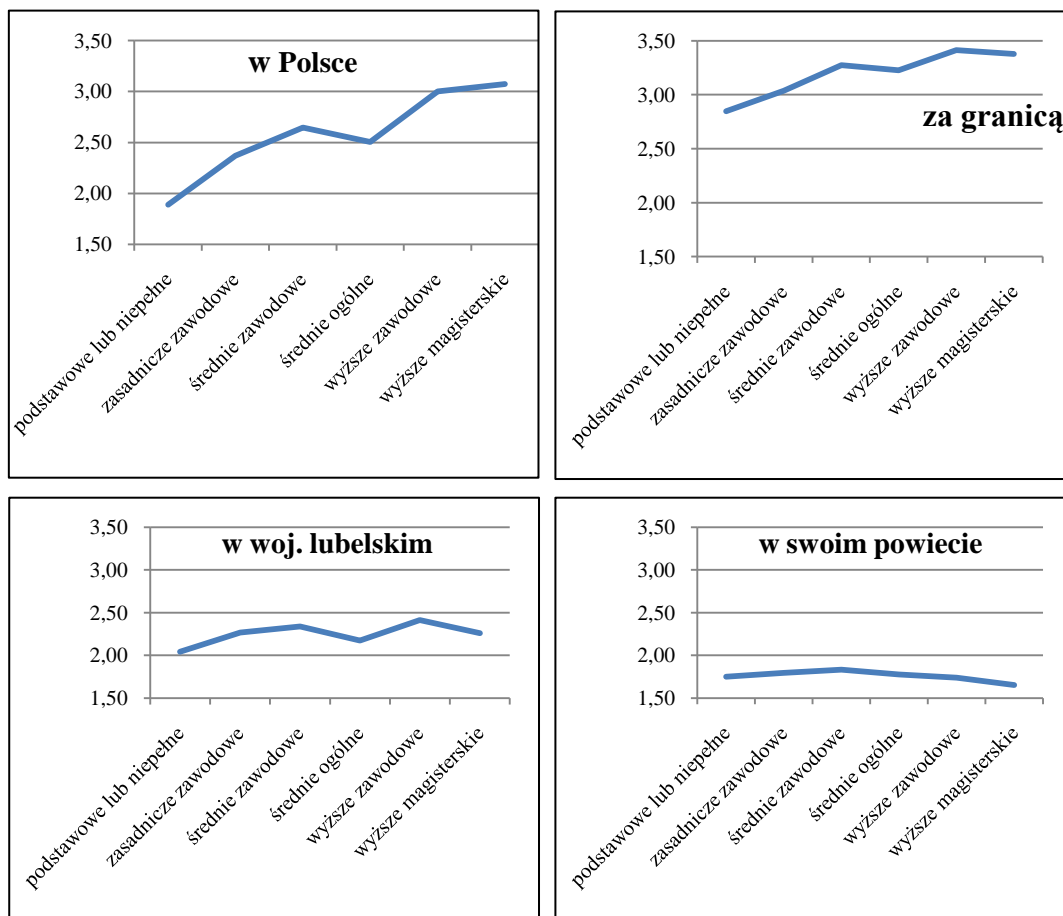 w Polsce
3,50
3,00
2,50
2,00
1,50
podstawowe lub niepełne
zasadnicze zawodowe
średnie zawodowe
średnie ogólne
wyższe zawodowe
wyższe magisterskie
za granicą
3,50
3,00
2,50
2,00
1,50
podstawowe lub niepełne
zasadnicze zawodowe
średnie zawodowe
średnie ogólne
wyższe zawodowe
wyższe magisterskie
w woj. lubelskim
3,50
3,00
2,50
2,00
1,50
podstawowe lub niepełne
zasadnicze zawodowe
średnie zawodowe
średnie ogólne
wyższe zawodowe
wyższe magisterskie
w swoim powiecie
3,50
3,00
2,50
2,00
1,50
podstawowe lub niepełne
zasadnicze zawodowe
średnie zawodowe
średnie ogólne
wyższe zawodowe
wyższe magisterskie